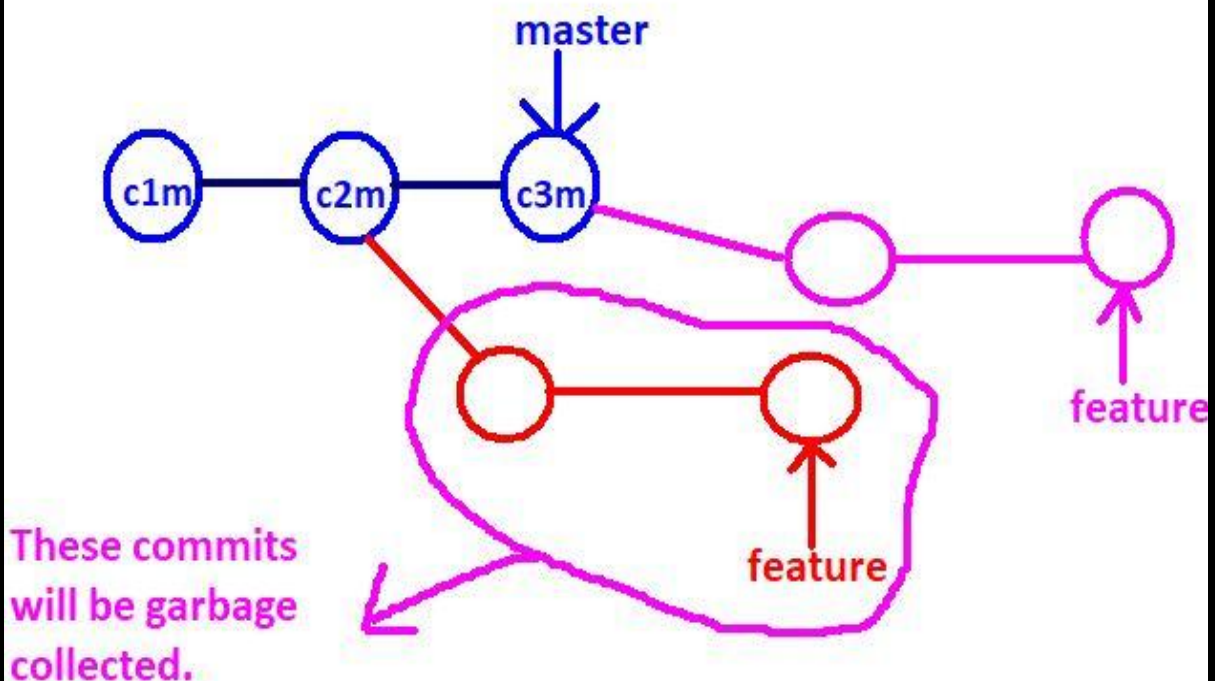 master
c1m
c2m
c3m
feature
feature
These commits
will be garbage
collected.